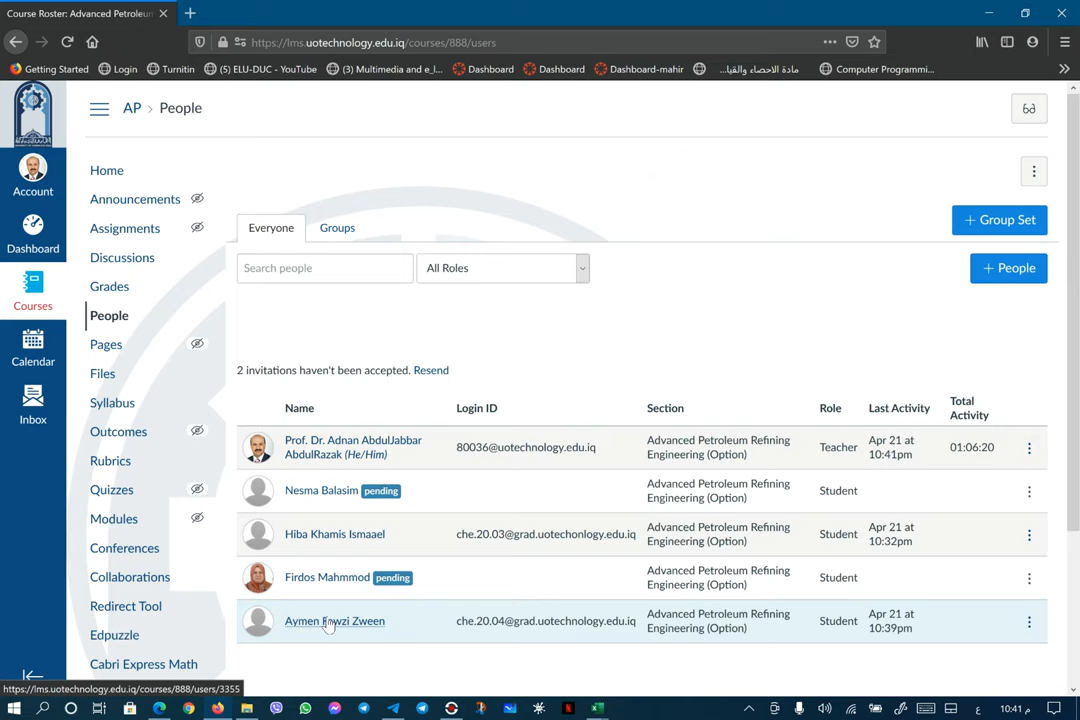 Course Roster: Advanced Petroleum
https://lms.uotechnology.edu.iq/courses/888/users
Getting Started
Login
Turnitin
(5) ELU-DUC - YouTube
(3) Multimedia and e_l...
Dashboard
Dashboard
Dashboard-mahir
مادة الاحصاء والقيا...
Computer Programmi...
AP › People
Account
Dashboard
Courses
Calendar
Inbox
Home
Announcements
Assignments
Discussions
Grades
People
Pages
Files
Syllabus
Outcomes
Rubrics
Quizzes
Modules
Conferences
Collaborations
Redirect Tool
Edpuzzle
Cabri Express Math
+ Group Set
Everyone
Groups
Search people
All Roles
+ People
2 invitations haven't been accepted. Resend
Name Login ID Section Role Last Activity Total Activity
Prof. Dr. Adnan AbdulJabbar AbdulRazak (He/Him) 80036@uotechnology.edu.iq Advanced Petroleum Refining Engineering (Option) Teacher Apr 21 at 10:41pm 01:06:20
Nesma Balasim pending Advanced Petroleum Refining Engineering (Option) Student
Hiba Khamis Ismaael che.20.03@grad.uotechonlogy.edu.iq Advanced Petroleum Refining Engineering (Option) Student Apr 21 at 10:32pm
Firdos Mahmmod pending Advanced Petroleum Refining Engineering (Option) Student
Aymen Fawzi Zween che.20.04@grad.uotechnology.edu.iq Advanced Petroleum Refining Engineering (Option) Student Apr 21 at 10:39pm
https://lms.uotechnology.edu.iq/courses/888/users/3355
ع
10:41 م